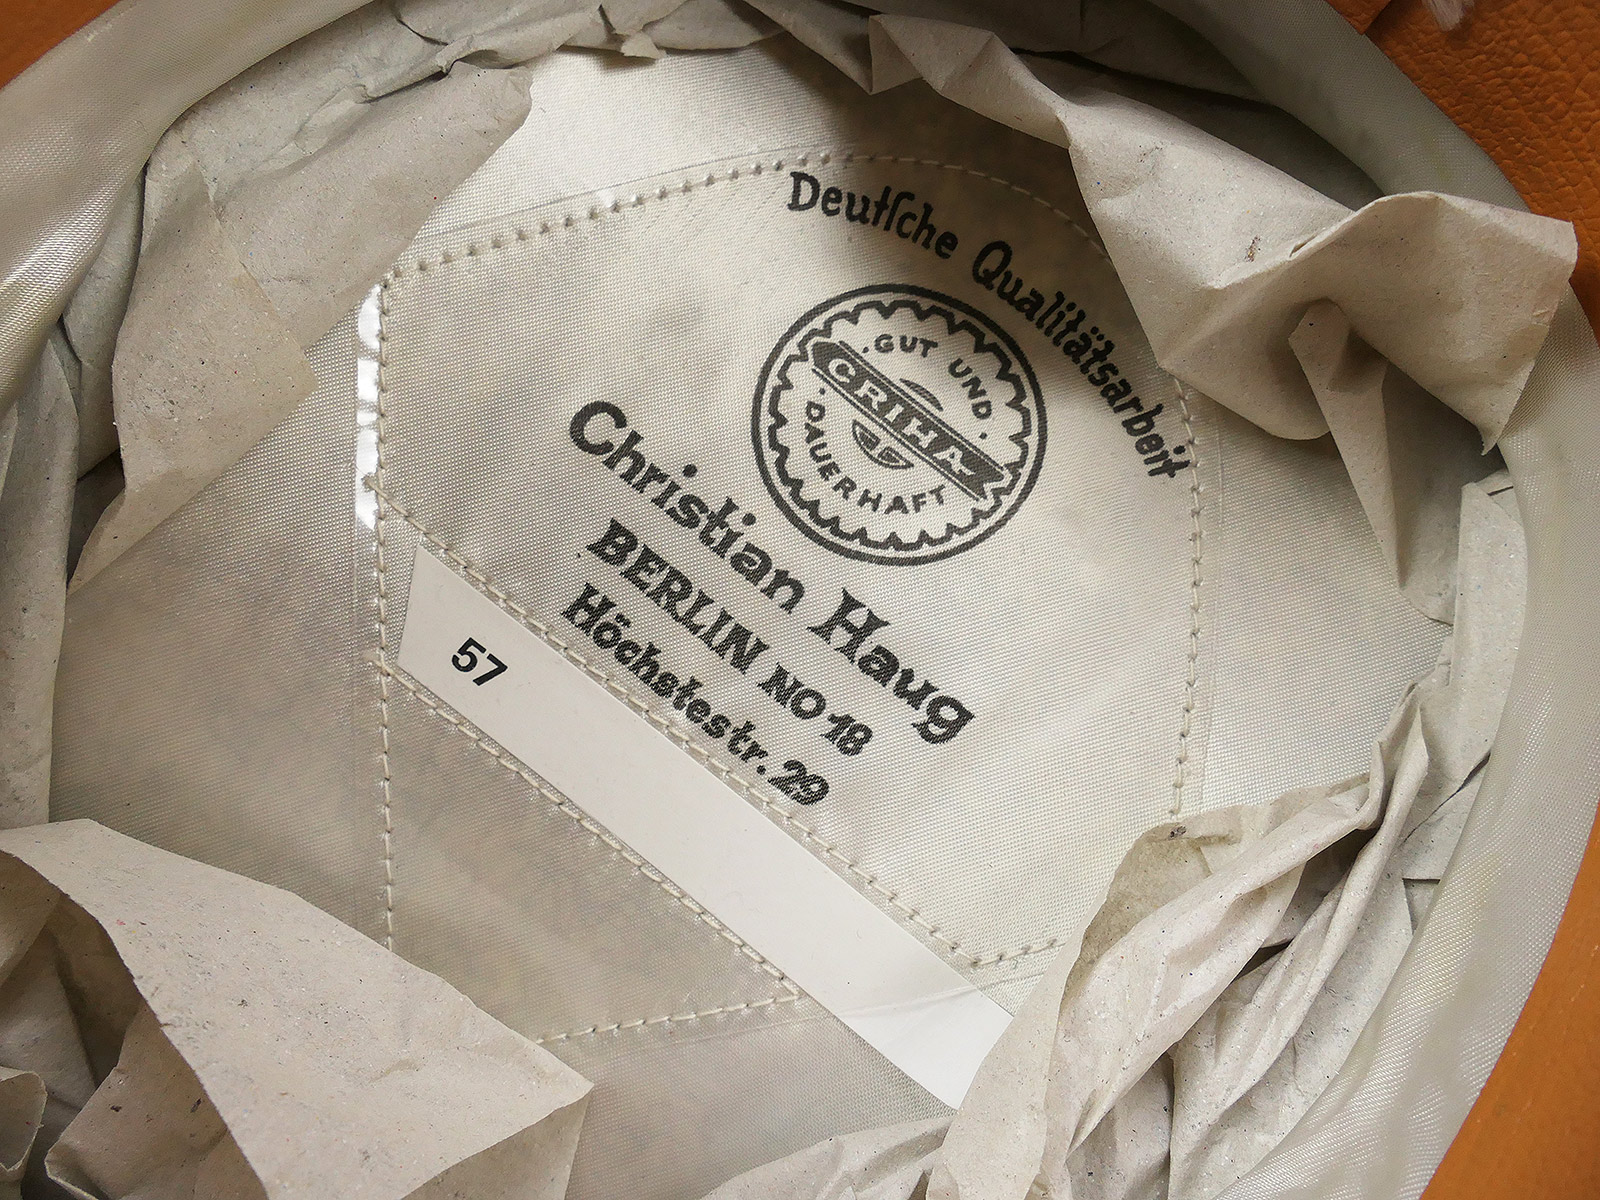 Deutſche Qualitätsarbeit
GUT UND
CRIHA
DAUERHAFT
Christian Haug
BERLIN NO 18
Höchstestr. 29
57